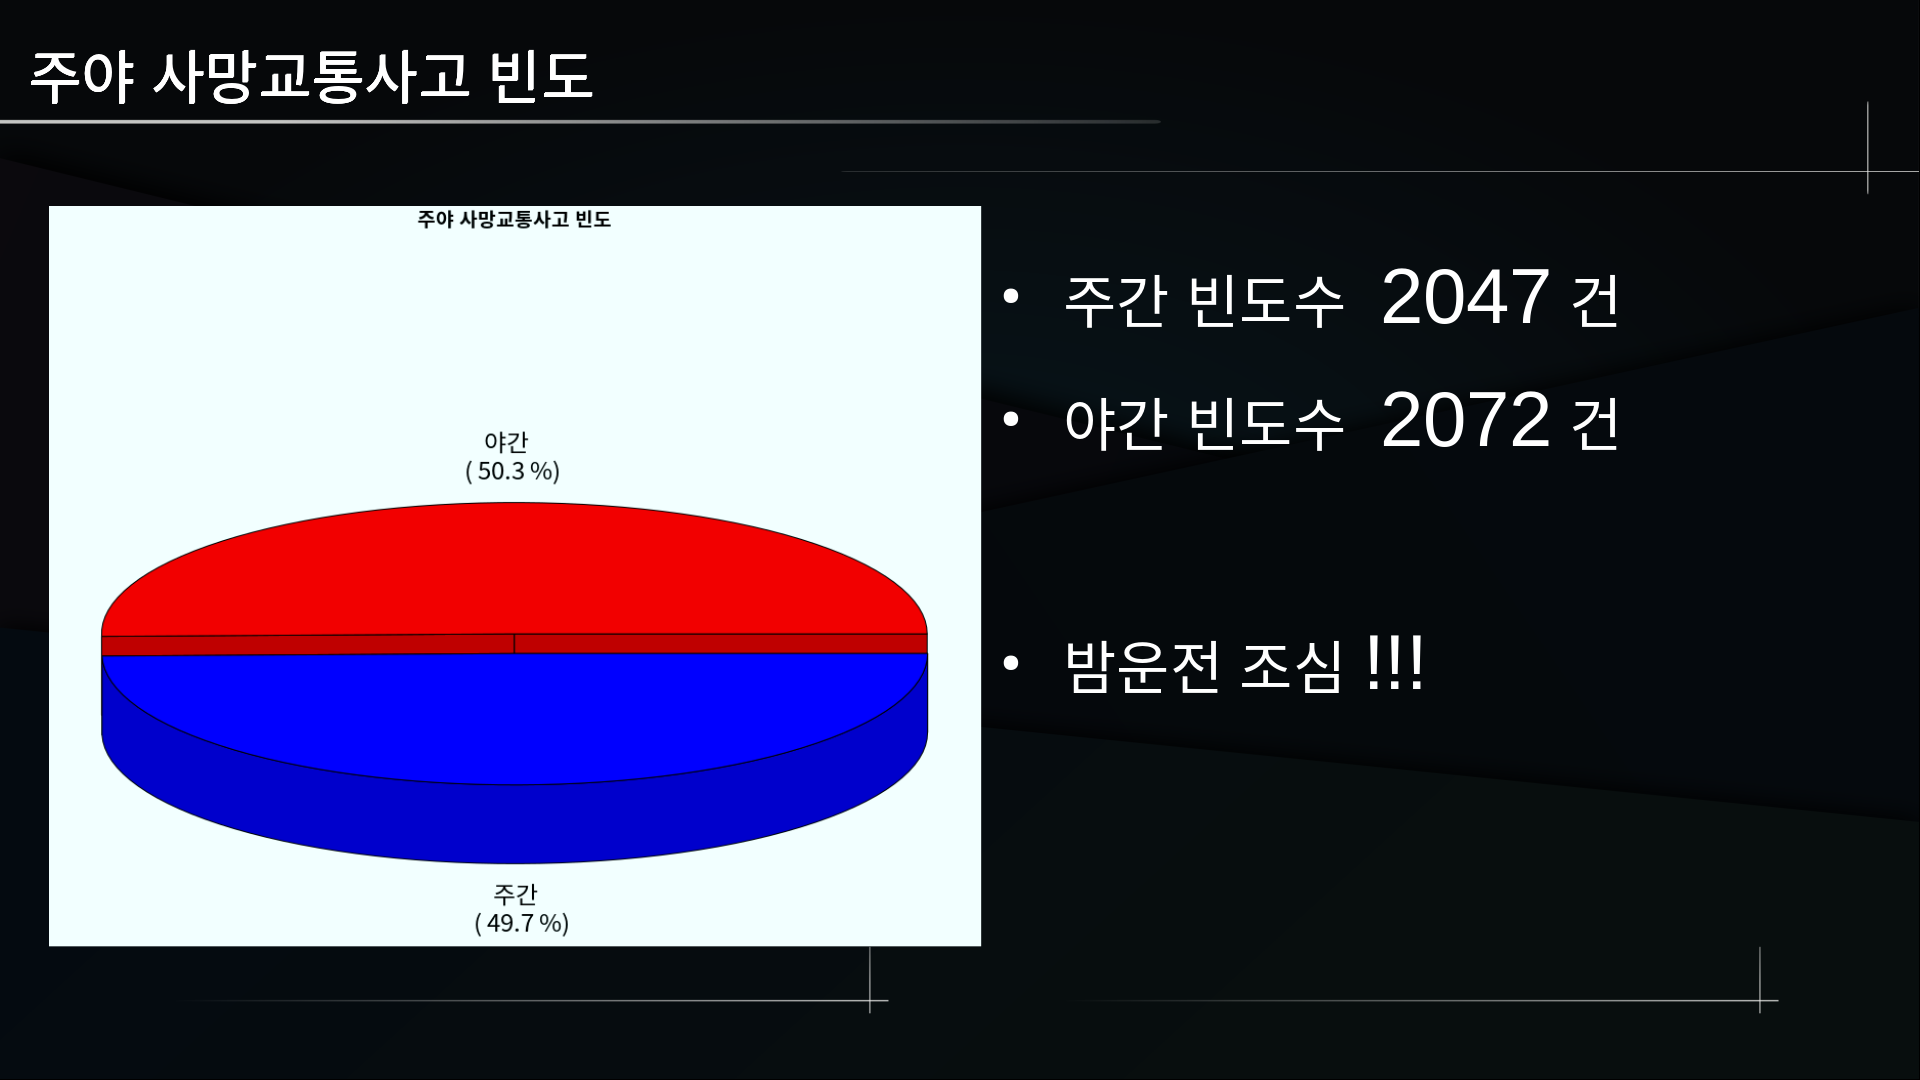 주야 사망교통사고 빈도
주야 사망교통사고 빈도
야간
( 50.3 %)
주간
( 49.7 %)
• 주간 빈도수 2047 건
• 야간 빈도수 2072 건
• 밤운전 조심 !!!